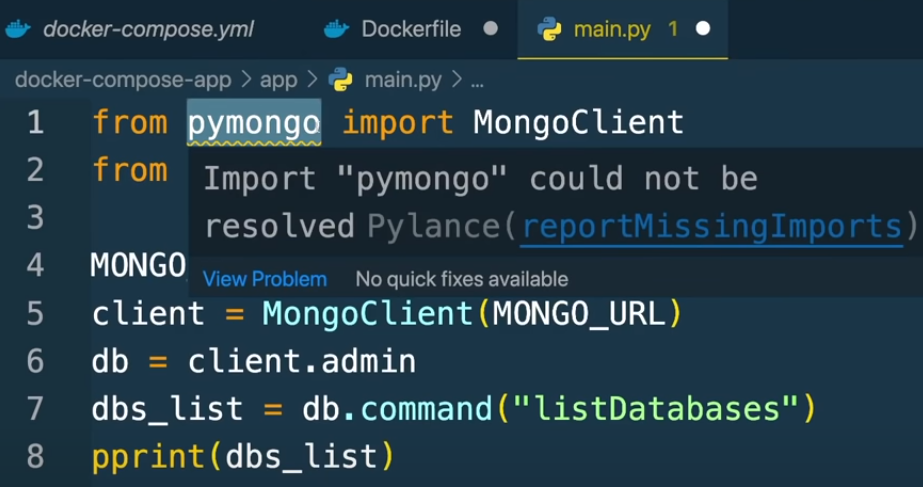 docker-compose.yml Dockerfile main.py 1
docker-compose-app > app > main.py > ...
1 from pymongo import MongoClient
2 from
Import "pymongo" could not be
3
resolved Pylance(reportMissingImports)
4 MONGO_
View Problem No quick fixes available
5 client = MongoClient(MONGO_URL)
6 db = client.admin
7 dbs_list = db.command("listDatabases")
8 pprint(dbs_list)